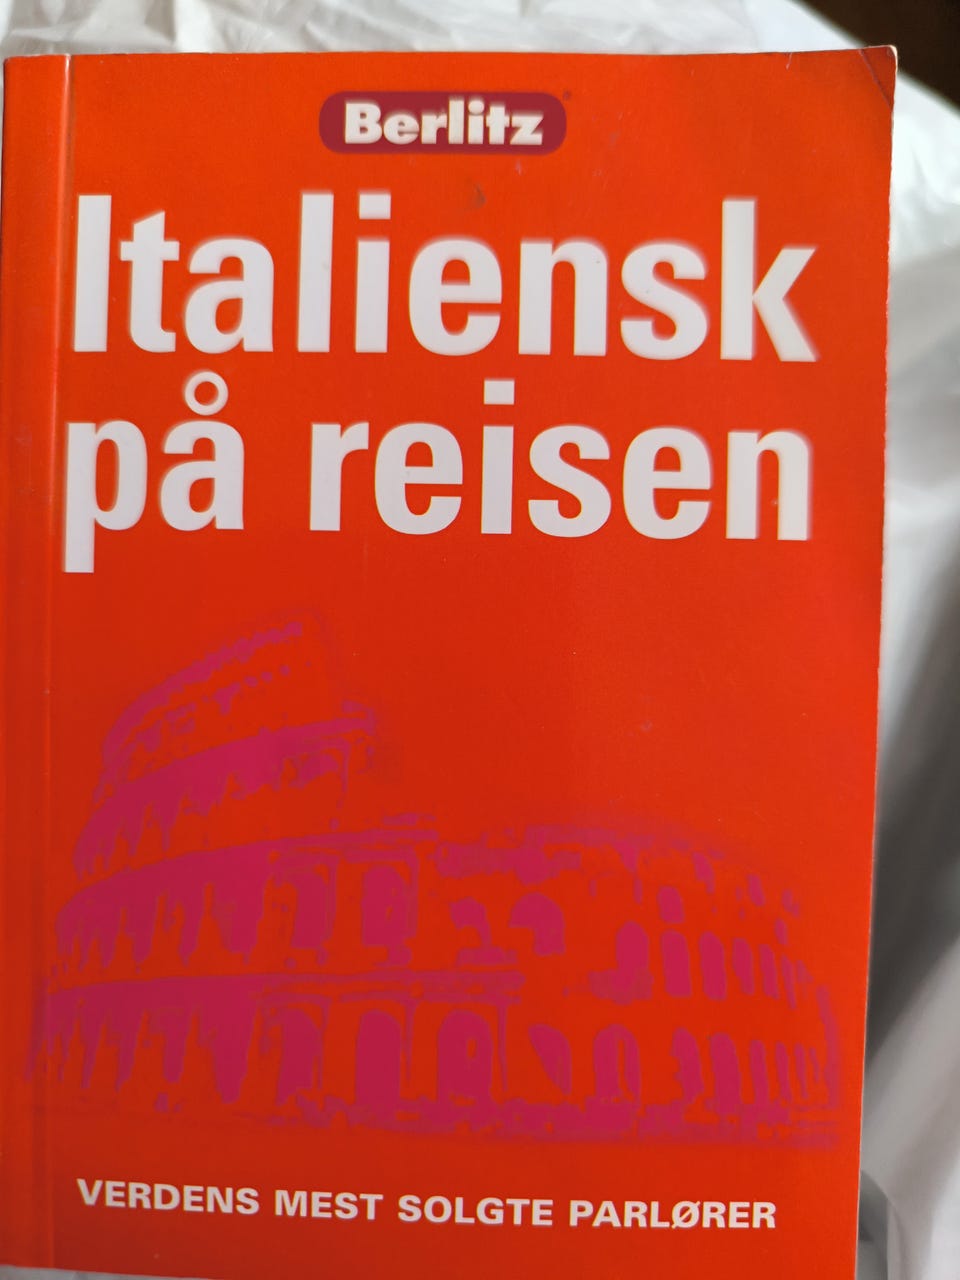 Berlitz
Italiensk
på reisen
VERDENS MEST SOLGTE PARLØRER